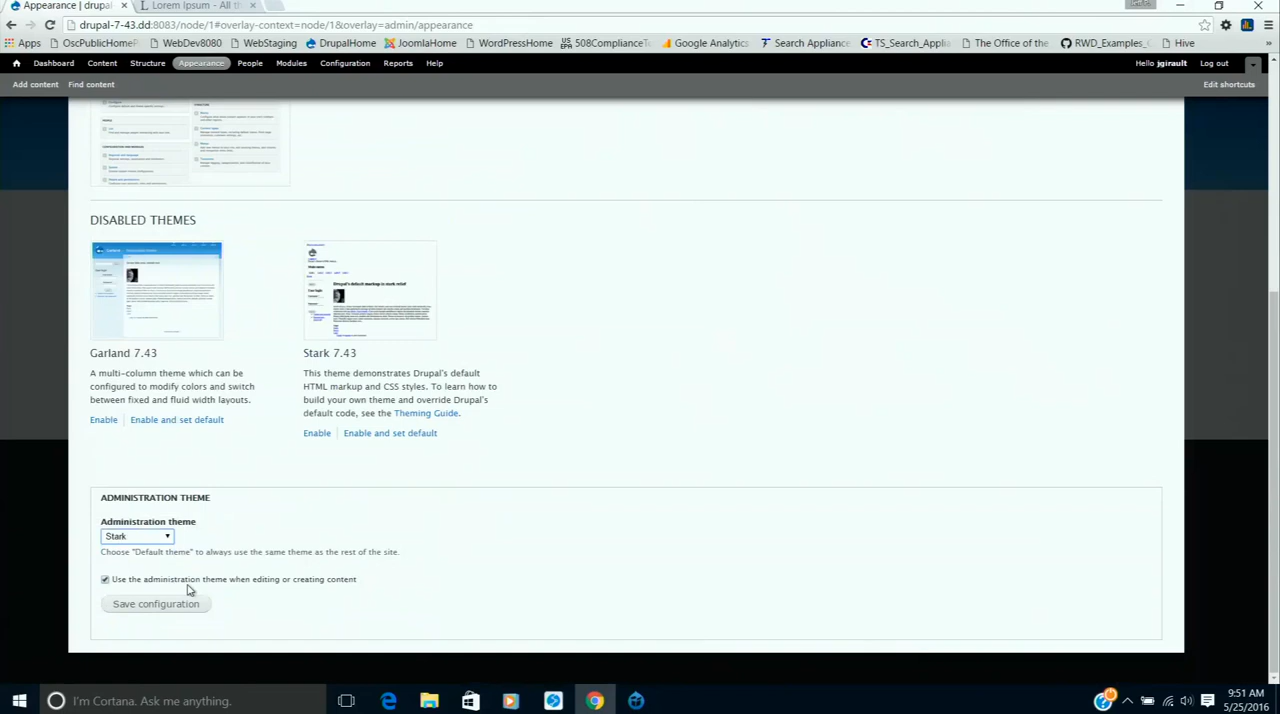 Appearance | drupal
Lorem Ipsum - All th
drupal-7-43.dd:8083/node/1#overlay-context=node/1&overlay=admin/appearance
Apps OscPublicHomeP WebDev8080 WebStaging DrupalHome JoomlaHome WordPressHome 508ComplianceTo Google Analytics Search Appliance TS_Search_Appli The Office of the RWD_Examples_C Hive »
Dashboard Content Structure Appearance People Modules Configuration Reports Help Hello jgirault Log out
Add content Find content Edit shortcuts
DISABLED THEMES
Garland 7.43
A multi-column theme which can be
configured to modify colors and switch
between fixed and fluid width layouts.
Enable Enable and set default
Stark 7.43
This theme demonstrates Drupal's default
HTML markup and CSS styles. To learn how to
build your own theme and override Drupal's
default code, see the Theming Guide.
Enable Enable and set default
ADMINISTRATION THEME
Administration theme
Stark
Choose "Default theme" to always use the same theme as the rest of the site.
Use the administration theme when editing or creating content
Save configuration
I'm Cortana. Ask me anything.
9:51 AM
5/25/2016